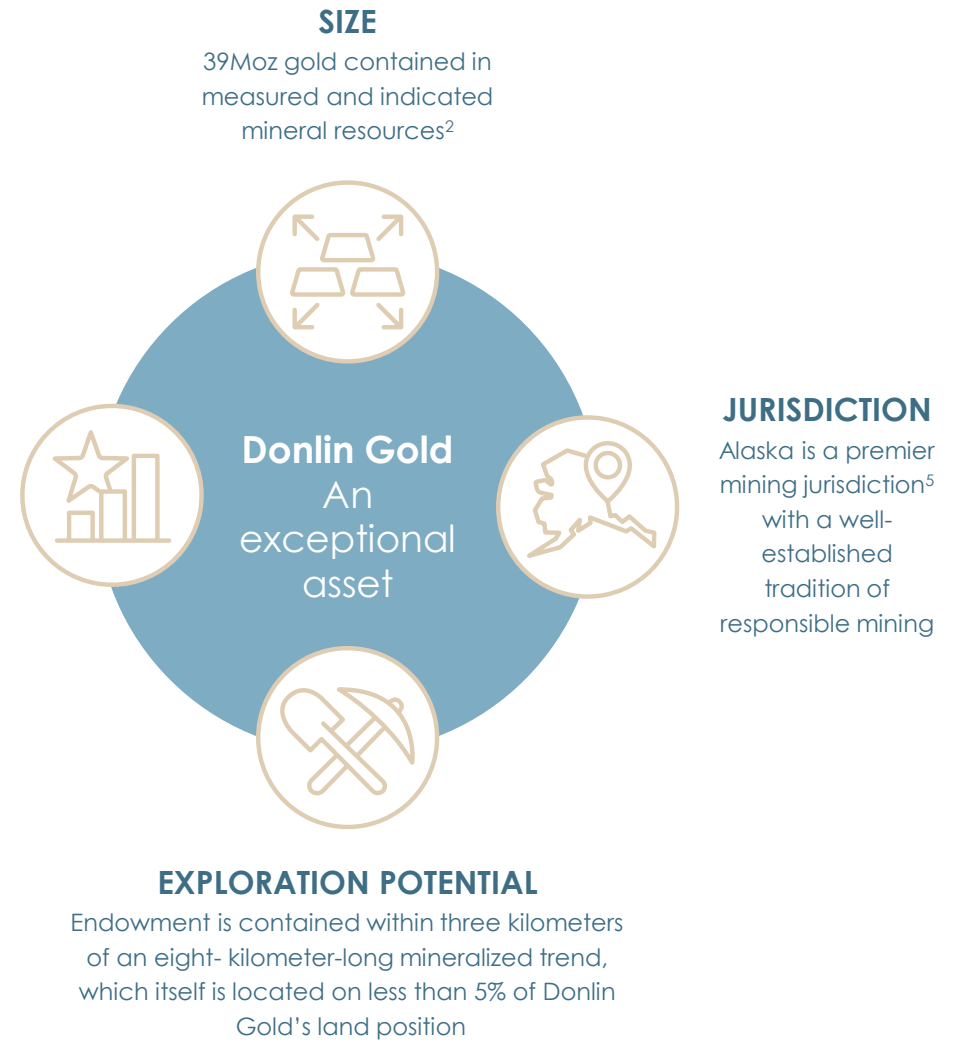 SIZE
39Moz gold contained in
measured and indicated
mineral resources²
Donlin Gold
An
exceptional
asset
JURISDICTION
Alaska is a premier
mining jurisdiction⁵
with a well-
established
tradition of
responsible mining
EXPLORATION POTENTIAL
Endowment is contained within three kilometers
of an eight- kilometer-long mineralized trend,
which itself is located on less than 5% of Donlin
Gold’s land position